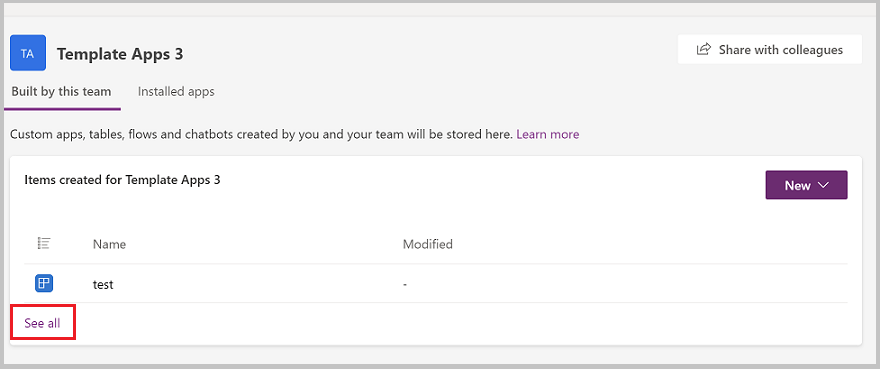 TA
Template Apps 3
Share with colleagues
Built by this team
Installed apps
Custom apps, tables, flows and chatbots created by you and your team will be stored here. Learn more
Items created for Template Apps 3
New
Name
Modified
test
-
See all